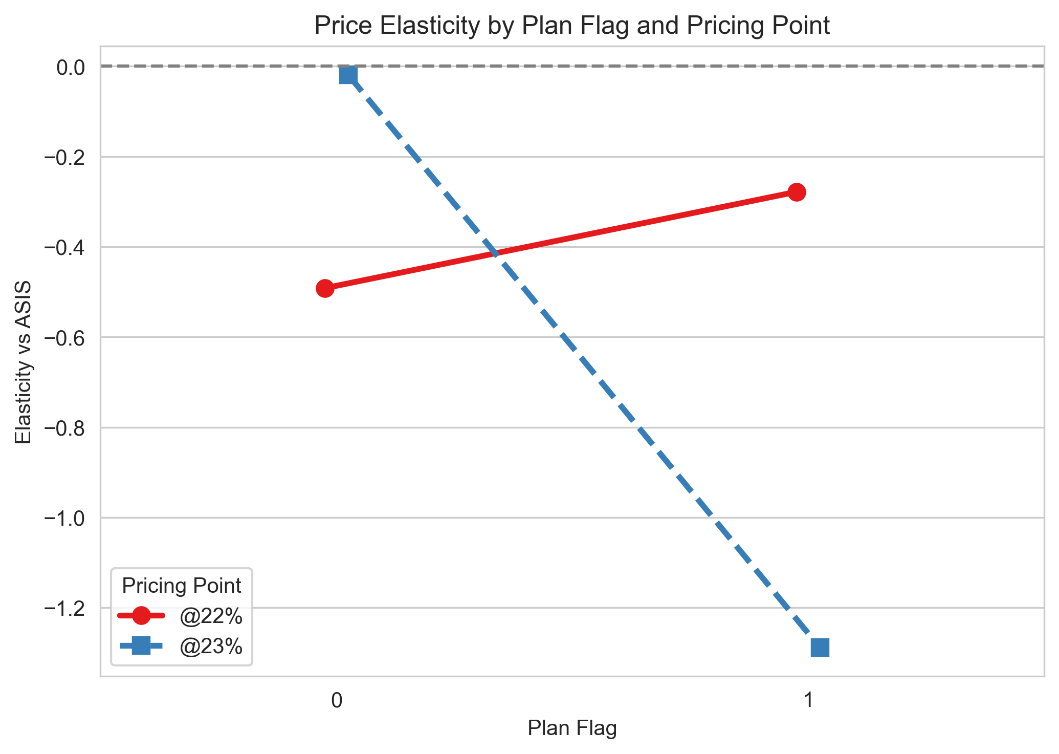 Price Elasticity by Plan Flag and Pricing Point
Elasticity vs ASIS
0.0
−0.2
−0.4
−0.6
−0.8
−1.0
−1.2
Pricing Point
@22%
@23%
0
1
Plan Flag